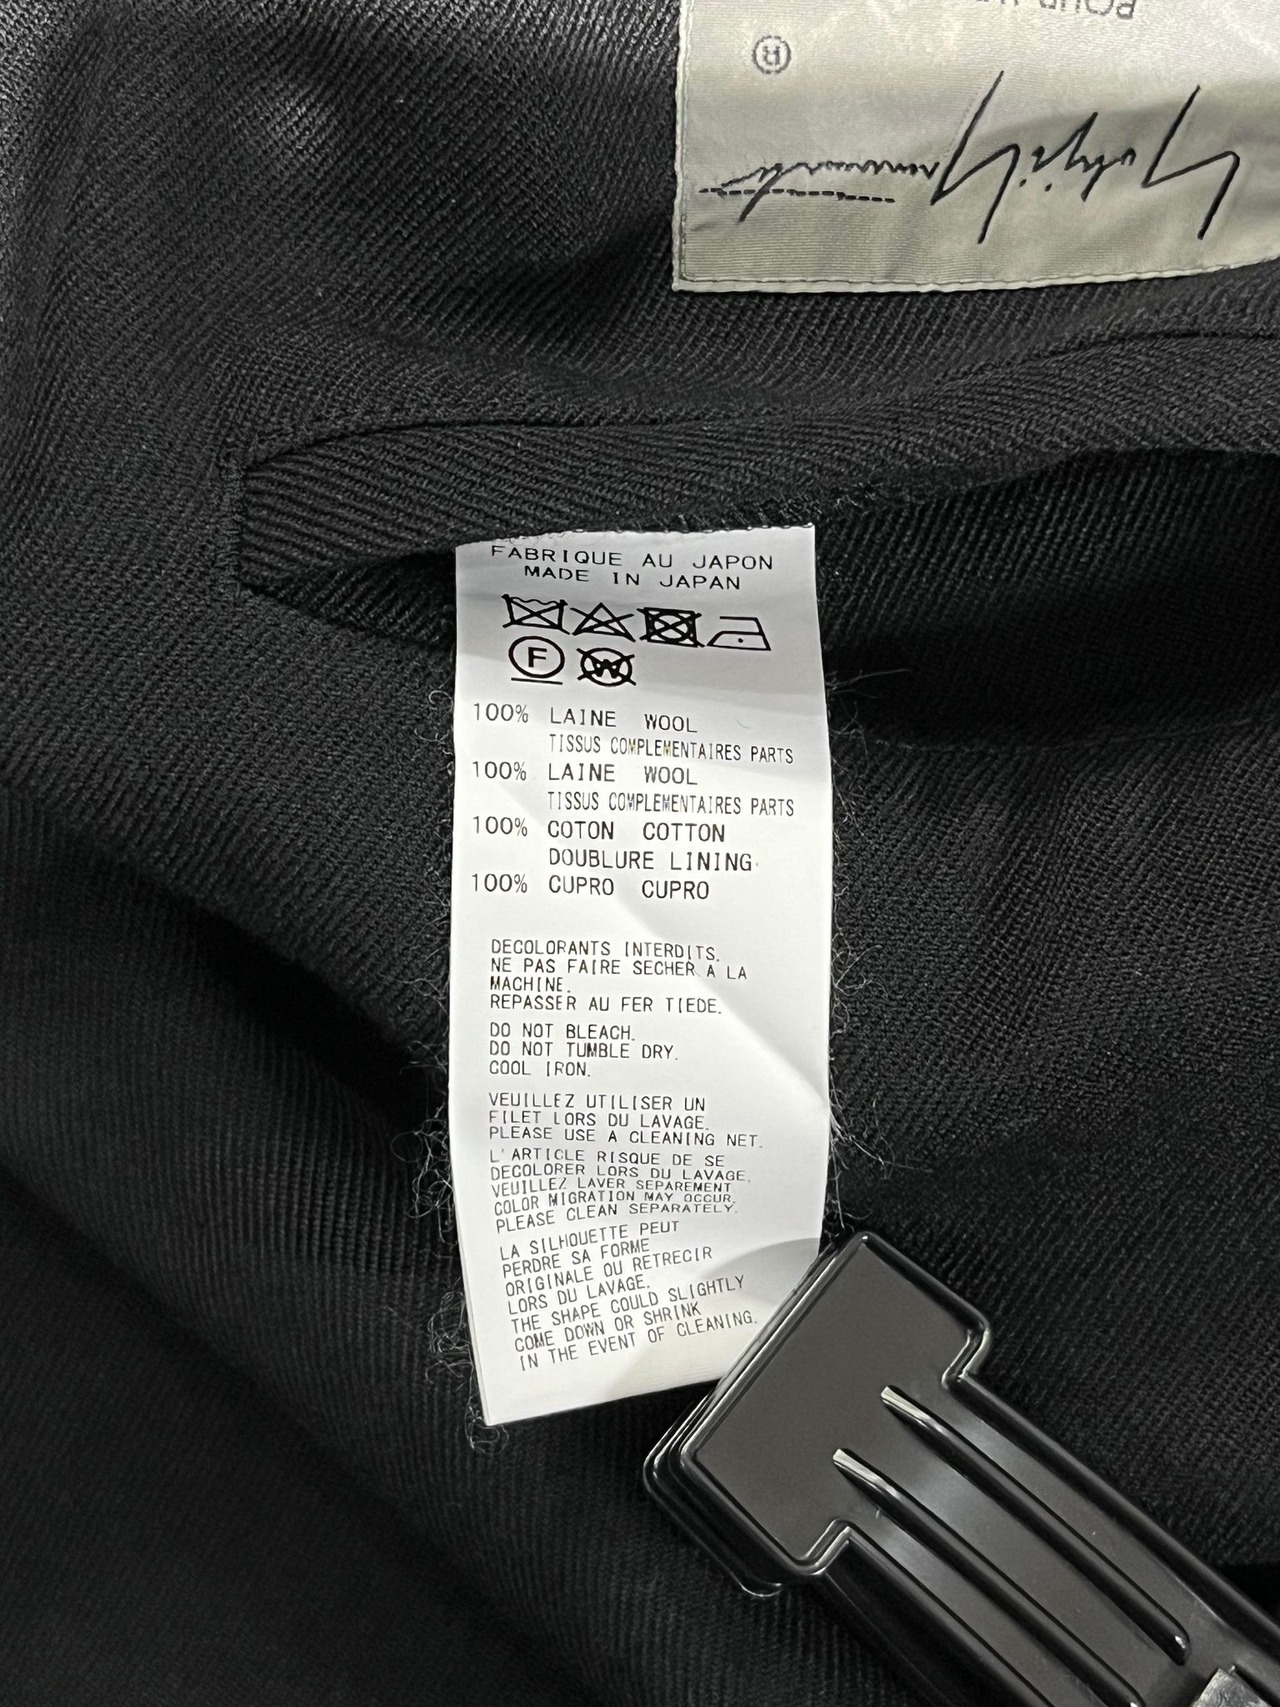 POUR
®
Yohji Yamamoto
FABRIQUE AU JAPON
MADE IN JAPAN
F
W
100% LAINE WOOL
TISSUS COMPLEMENTAIRES PARTS
100% LAINE WOOL
TISSUS COMPLEMENTAIRES PARTS
100% COTON COTTON
DOUBLURE LINING
100% CUPRO CUPRO
DECOLORANTS INTERDITS.
NE PAS FAIRE SECHER A LA
MACHINE.
REPASSER AU FER TIEDE.
DO NOT BLEACH.
DO NOT TUMBLE DRY.
COOL IRON.
VEUILLEZ UTILISER UN
FILET LORS DU LAVAGE.
PLEASE USE A CLEANING NET.
L'ARTICLE RISQUE DE SE
DECOLORER LORS DU LAVAGE.
VEUILLEZ LAVER SEPAREMENT
COLOR MIGRATION MAY OCCUR.
PLEASE CLEAN SEPARATELY.
LA SILHOUETTE PEUT
PERDRE SA FORME
ORIGINALE OU RETRECIR
LORS DU LAVAGE.
THE SHAPE COULD SLIGHTLY
COME DOWN OR SHRINK
IN THE EVENT OF CLEANING.